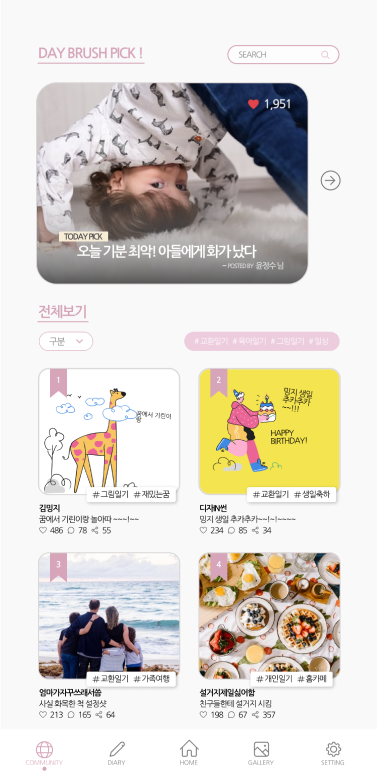 DAY BRUSH PICK !
SEARCH
1,951
TODAY PICK
오늘 기분 최악! 아들에게 화가 났다
– POSTED BY 윤정수 님
전체보기
구분
#교환일기 #육아일기 #그림일기 #일상
1
꿈에서 기린이랑
#그림일기 #재밌는꿈
김밍지
꿈에서 기린이랑 놀아따 ~~~!~~
486 78 55
2
밍지 생일
추카추카
~~!!!
HAPPY
BIRTHDAY!
#교환일기 #생일축하
디자IN썬
밍지 생일 추카추카~~!~!~~~~
234 85 34
3
#교환일기 #가족여행
엄마가자꾸쓰래서씀
사실 화목한 척 설정샷
213 165 64
4
#개인일기 #홈카페
설거지제일싫어함
친구들한테 설거지 시킴
198 67 357
COMMUNITY
DIARY
HOME
GALLERY
SETTING